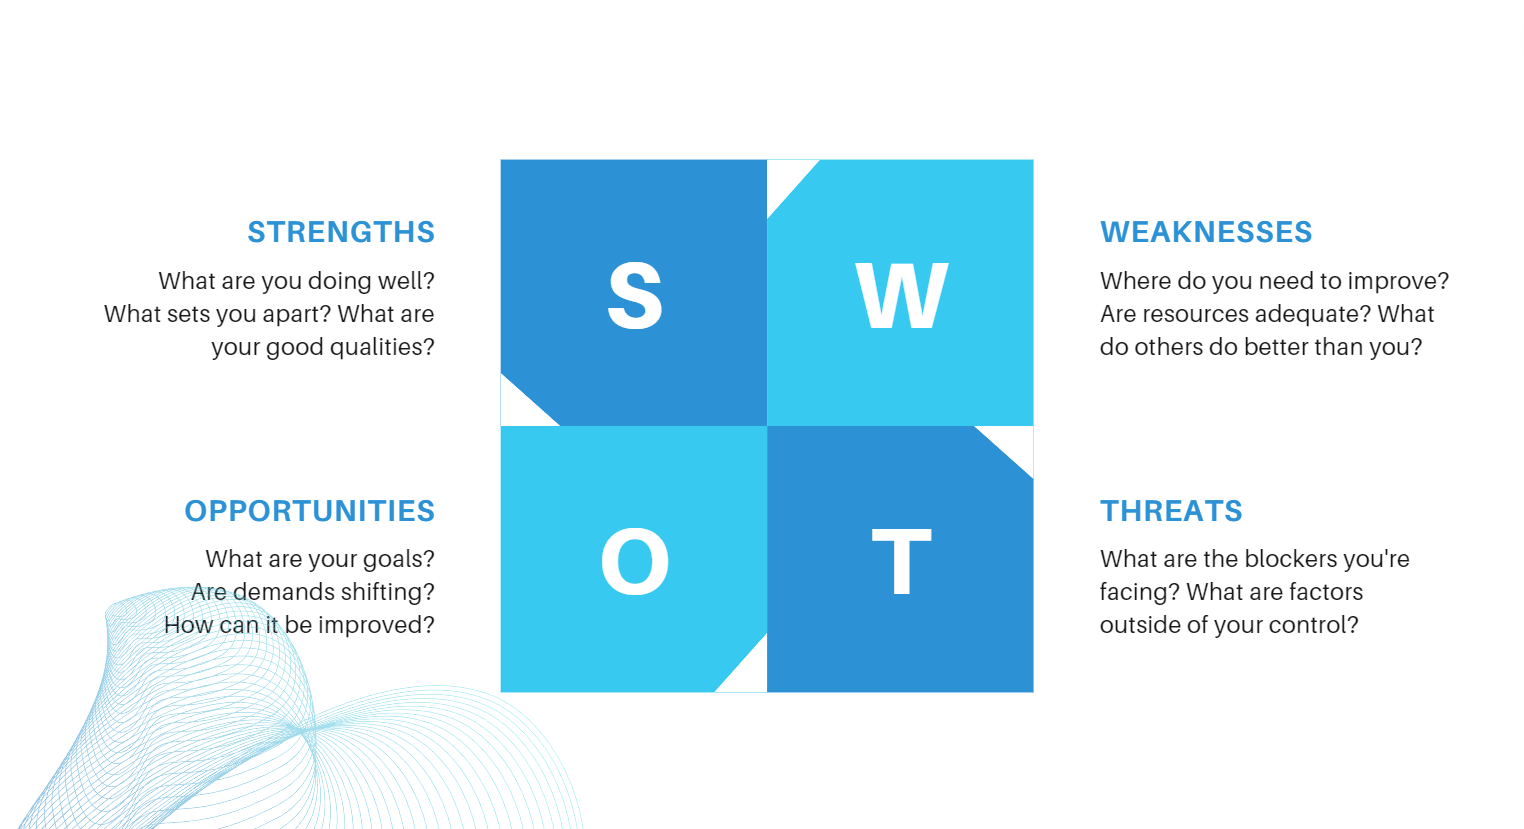 STRENGTHS
What are you doing well?
What sets you apart? What are
your good qualities?
S
W
WEAKNESSES
Where do you need to improve?
Are resources adequate? What
do others do better than you?
OPPORTUNITIES
What are your goals?
Are demands shifting?
How can it be improved?
O
T
THREATS
What are the blockers you're
facing? What are factors
outside of your control?